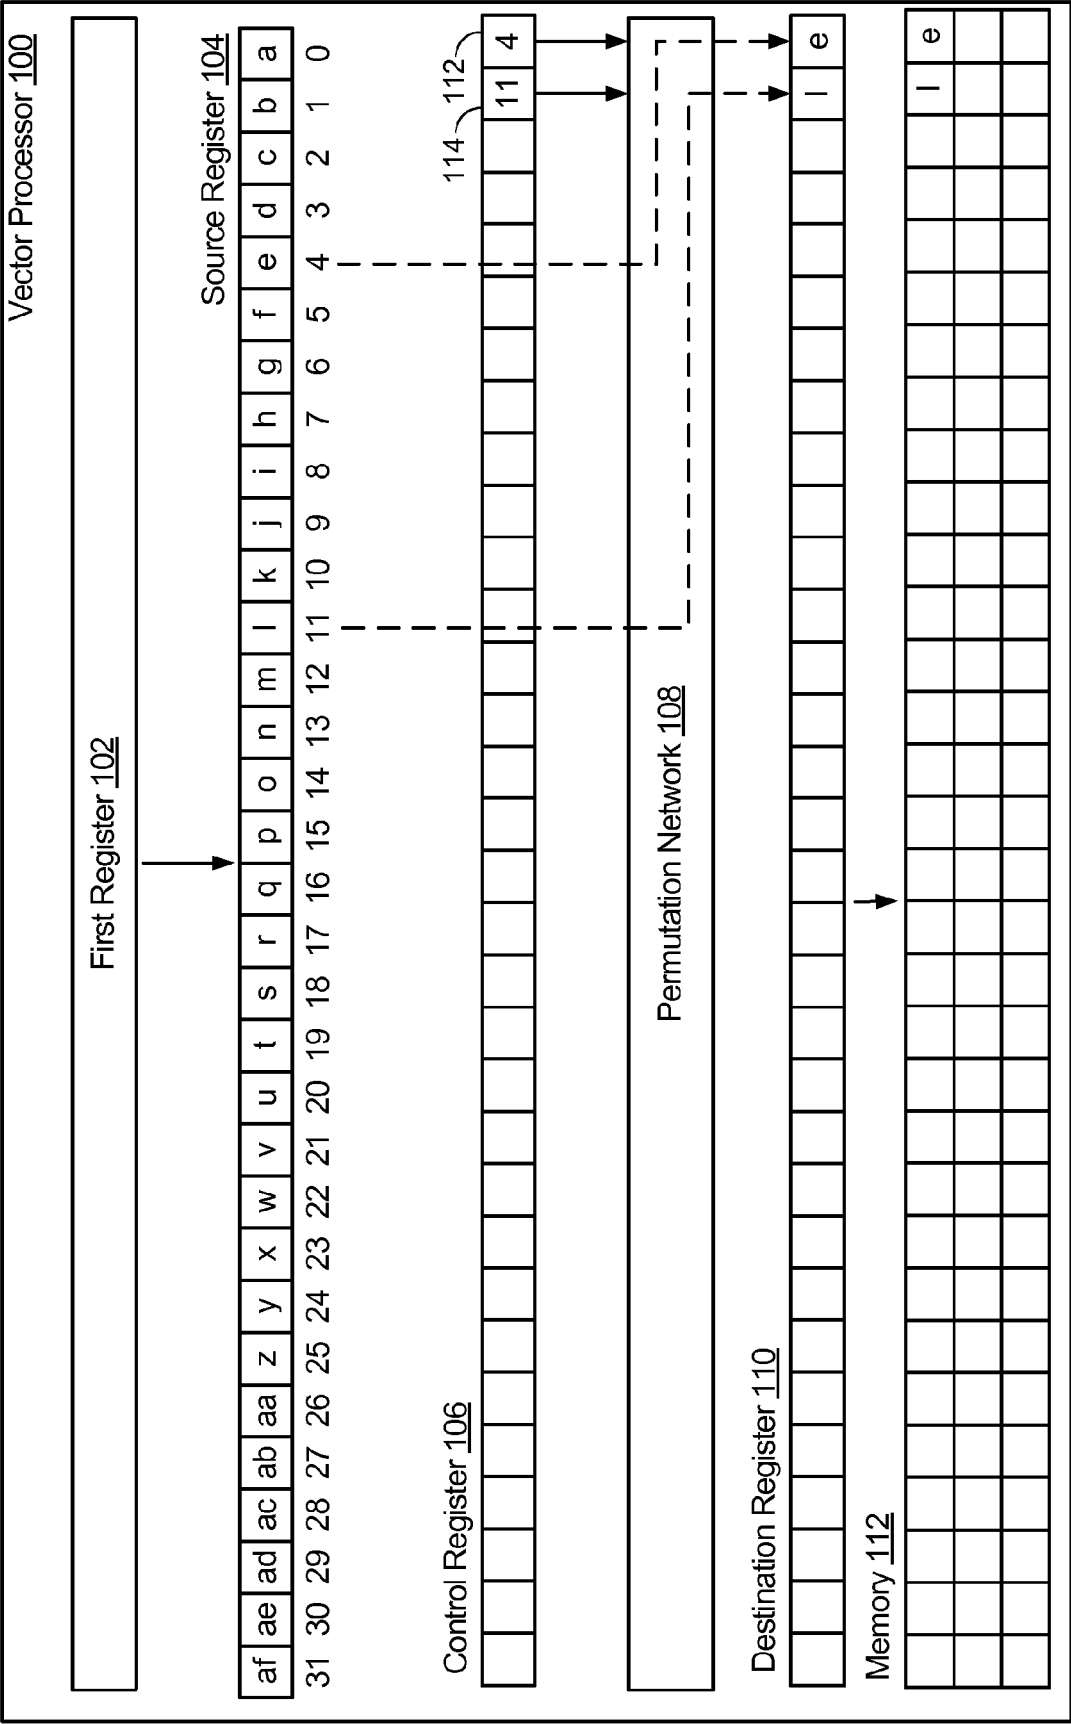 Vector Processor 100
First Register 102
Source Register 104
af ae ad ac ab aa z y x w v u t s r q p o n m l k j i h g f e d c b a
31 30 29 28 27 26 25 24 23 22 21 20 19 18 17 16 15 14 13 12 11 10 9 8 7 6 5 4 3 2 1 0
Control Register 106
114 112
11 4
Permutation Network 108
Destination Register 110
l e
Memory 112
l e